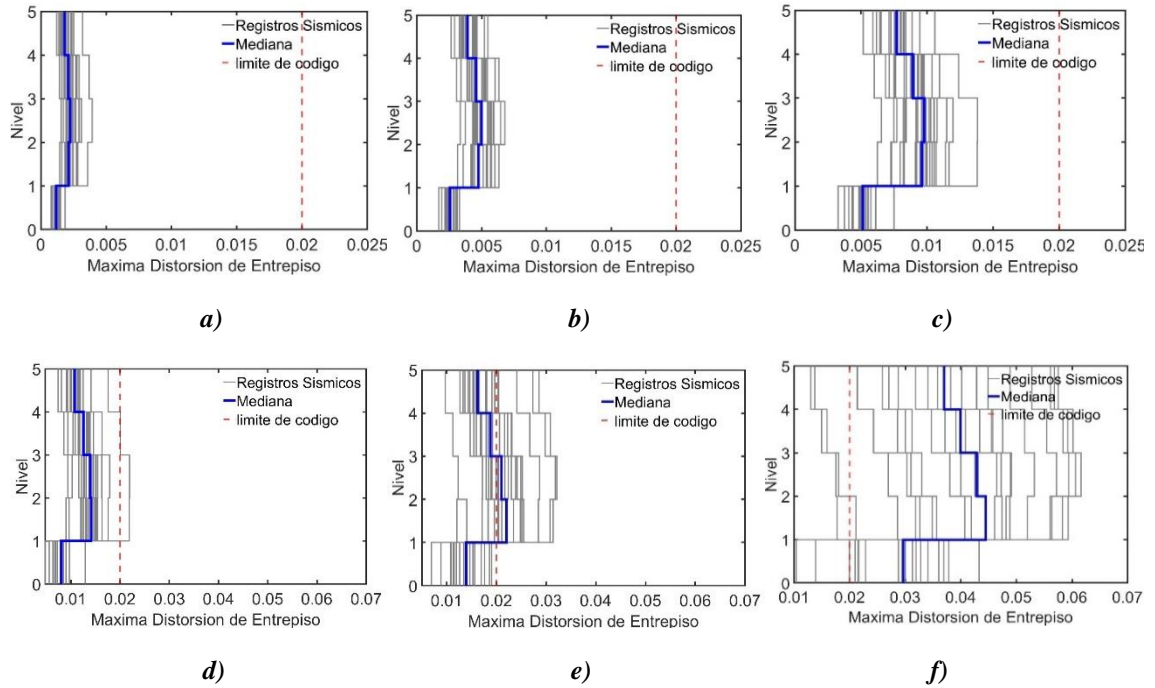 5
4
3
2
1
0
Nivel
Registros Sismicos
Mediana
limite de codigo
0 0.005 0.01 0.015 0.02 0.025
Maxima Distorsion de Entrepiso
a)
5
4
3
2
1
0
Nivel
Registros Sismicos
Mediana
limite de codigo
0 0.005 0.01 0.015 0.02 0.025
Maxima Distorsion de Entrepiso
b)
5
4
3
2
1
0
Nivel
Registros Sismicos
Mediana
limite de codigo
0 0.005 0.01 0.015 0.02 0.025
Maxima Distorsion de Entrepiso
c)
5
4
3
2
1
0
Nivel
Registros Sismicos
Mediana
limite de codigo
0.01 0.02 0.03 0.04 0.05 0.06 0.07
Maxima Distorsion de Entrepiso
d)
5
4
3
2
1
0
Nivel
Registros Sismicos
Mediana
limite de codigo
0.01 0.02 0.03 0.04 0.05 0.06 0.07
Maxima Distorsion de Entrepiso
e)
5
4
3
2
1
0
Nivel
Registros Sismicos
Mediana
limite de codigo
0.01 0.02 0.03 0.04 0.05 0.06 0.07
Maxima Distorsion de Entrepiso
f)